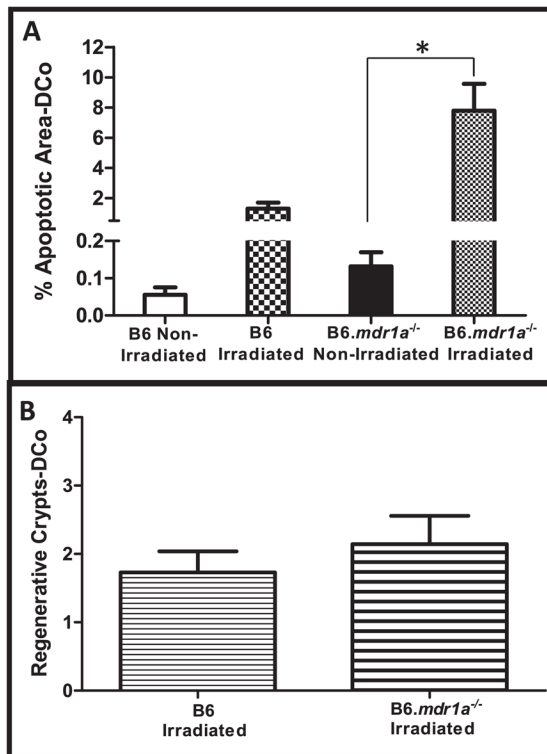 A
% Apoptotic Area-DCo
12
10
8
6
4
2
0.2
0.1
0.0
*
B6 Non-
Irradiated
B6
Irradiated
B6.mdr1a-/-
Non-Irradiated
B6.mdr1a-/-
Irradiated
B
Regenerative Crypts-DCo
4
3
2
1
0
B6
Irradiated
B6.mdr1a-/-
Irradiated